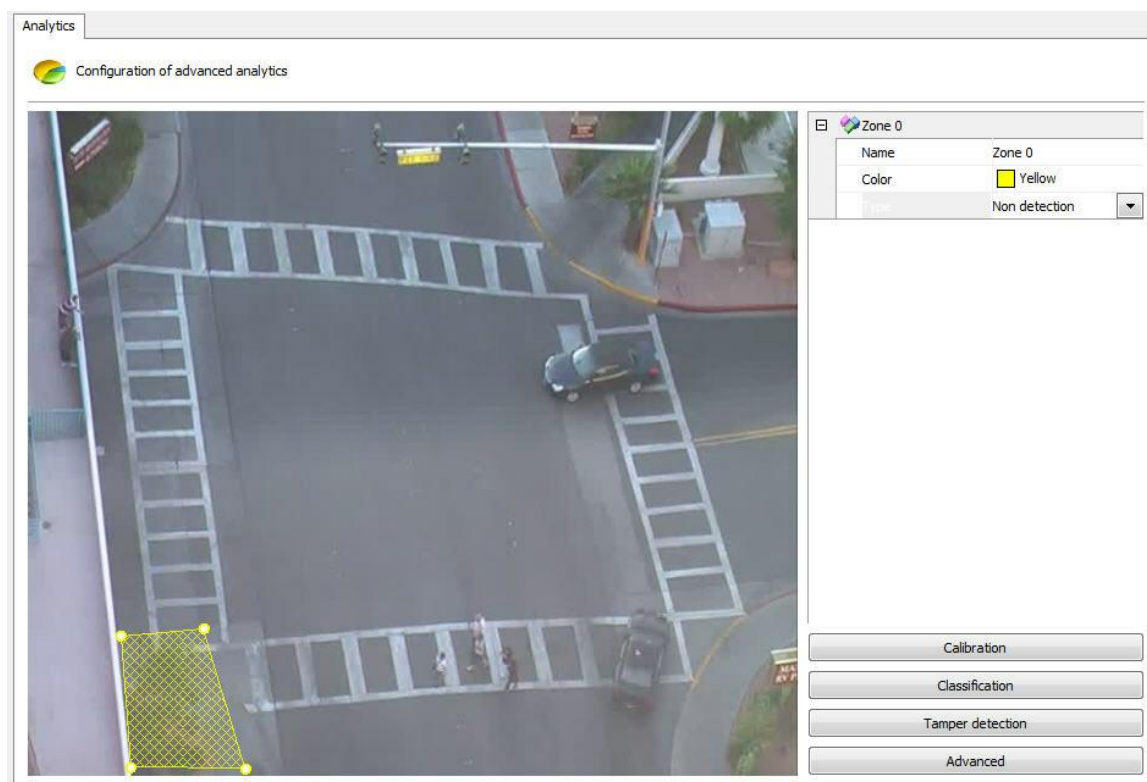 Analytics
Configuration of advanced analytics
Zone 0
Name Zone 0
Color Yellow
Type Non detection
Calibration
Classification
Tamper detection
Advanced